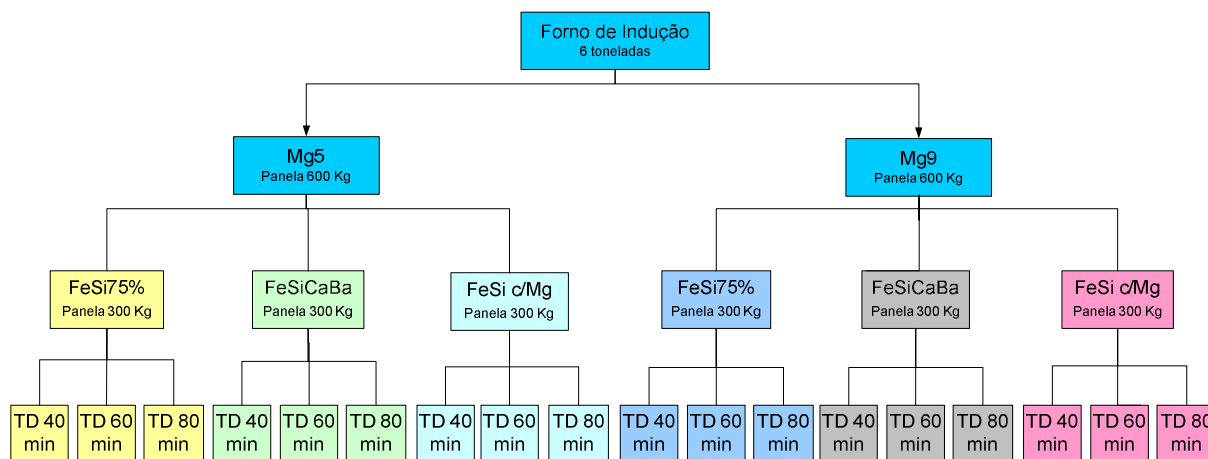 Forno de Indução
6 toneladas
Mg5
Panela 600 Kg
Mg9
Panela 600 Kg
FeSi75%
Panela 300 Kg
FeSiCaBa
Panela 300 Kg
FeSi c/Mg
Panela 300 Kg
FeSi75%
Panela 300 Kg
FeSiCaBa
Panela 300 Kg
FeSi c/Mg
Panela 300 Kg
TD 40
min
TD 60
min
TD 80
min
TD 40
min
TD 60
min
TD 80
min
TD 40
min
TD 60
min
TD 80
min
TD 40
min
TD 60
min
TD 80
min
TD 40
min
TD 60
min
TD 80
min
TD 40
min
TD 60
min
TD 80
min